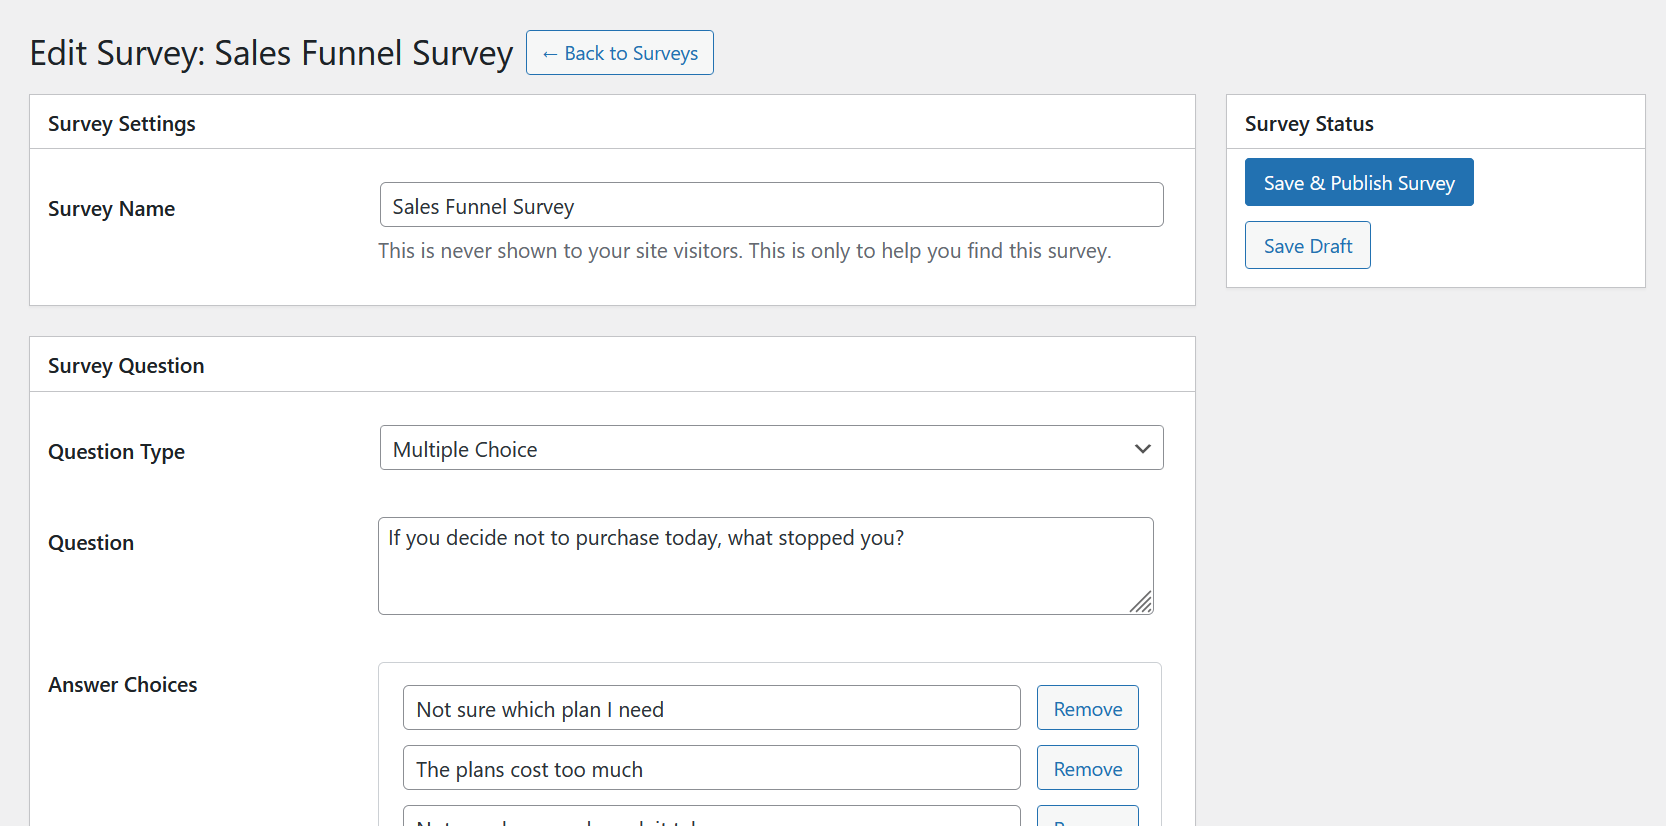 Edit Survey: Sales Funnel Survey
← Back to Surveys
Survey Settings
Survey Name
Sales Funnel Survey
This is never shown to your site visitors. This is only to help you find this survey.
Survey Status
Save & Publish Survey
Save Draft
Survey Question
Question Type
Multiple Choice
Question
If you decide not to purchase today, what stopped you?
Answer Choices
Not sure which plan I need
Remove
The plans cost too much
Remove